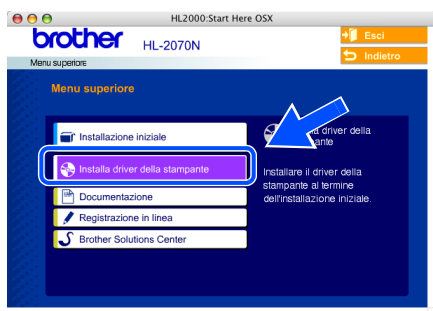 HL2000:Start Here OSX
brother
HL-2070N
Esci
Indietro
Menu superiore
Menu superiore
Installazione iniziale
Installa driver della stampante
Documentazione
Registrazione in linea
Brother Solutions Center
driver della
Installare il driver della
stampante al termine
dell'installazione iniziale.